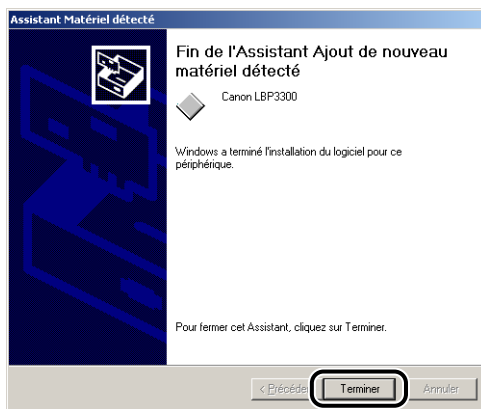 Assistant Matériel détecté
Fin de l'Assistant Ajout de nouveau
matériel détecté
Canon LBP3300
Windows a terminé l'installation du logiciel pour ce
périphérique.
Pour fermer cet Assistant, cliquez sur Terminer.
< Précéde Terminer Annuler